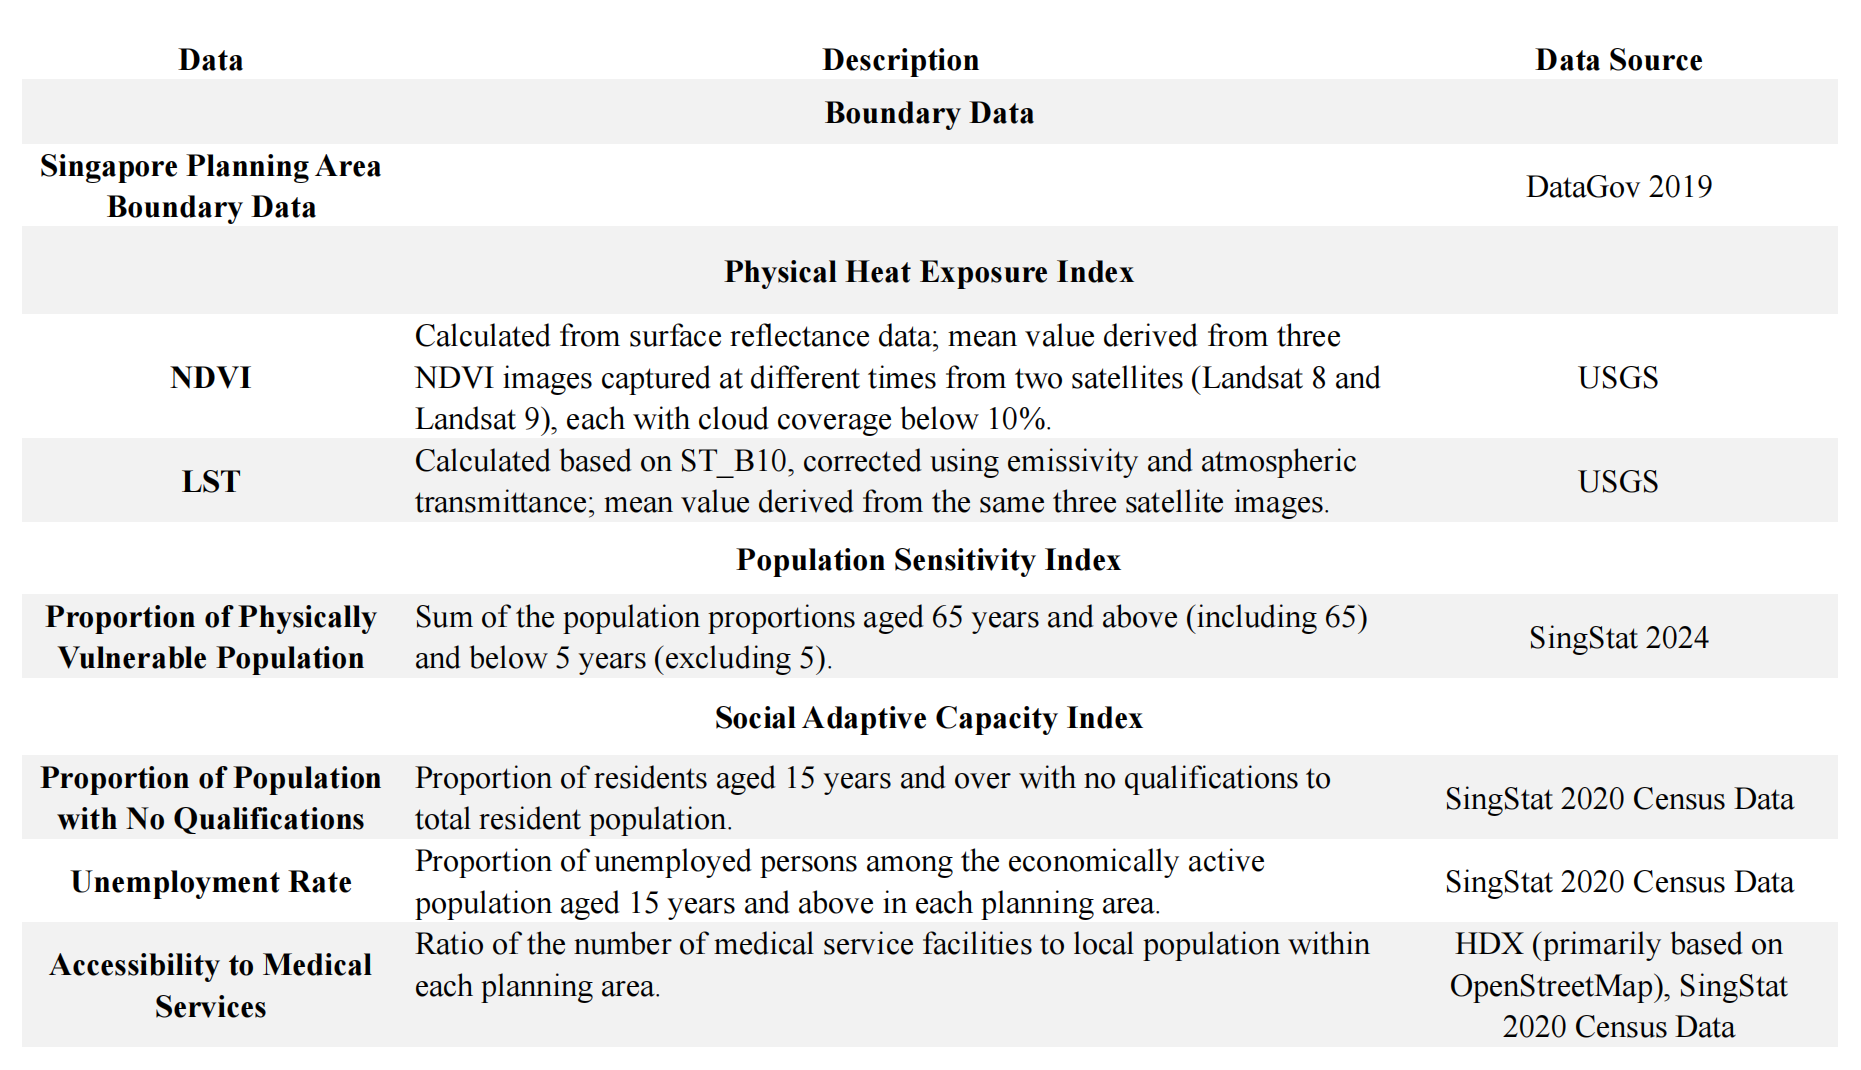 Data Description Data Source
Boundary Data
Singapore Planning Area
Boundary Data
DataGov 2019
Physical Heat Exposure Index
NDVI
Calculated from surface reflectance data; mean value derived from three
NDVI images captured at different times from two satellites (Landsat 8 and
Landsat 9), each with cloud coverage below 10%.
USGS
LST
Calculated based on ST_B10, corrected using emissivity and atmospheric
transmittance; mean value derived from the same three satellite images.
USGS
Population Sensitivity Index
Proportion of Physically
Vulnerable Population
Sum of the population proportions aged 65 years and above (including 65)
and below 5 years (excluding 5).
SingStat 2024
Social Adaptive Capacity Index
Proportion of Population
with No Qualifications
Proportion of residents aged 15 years and over with no qualifications to
total resident population.
SingStat 2020 Census Data
Unemployment Rate
Proportion of unemployed persons among the economically active
population aged 15 years and above in each planning area.
SingStat 2020 Census Data
Accessibility to Medical
Services
Ratio of the number of medical service facilities to local population within
each planning area.
HDX (primarily based on
OpenStreetMap), SingStat
2020 Census Data